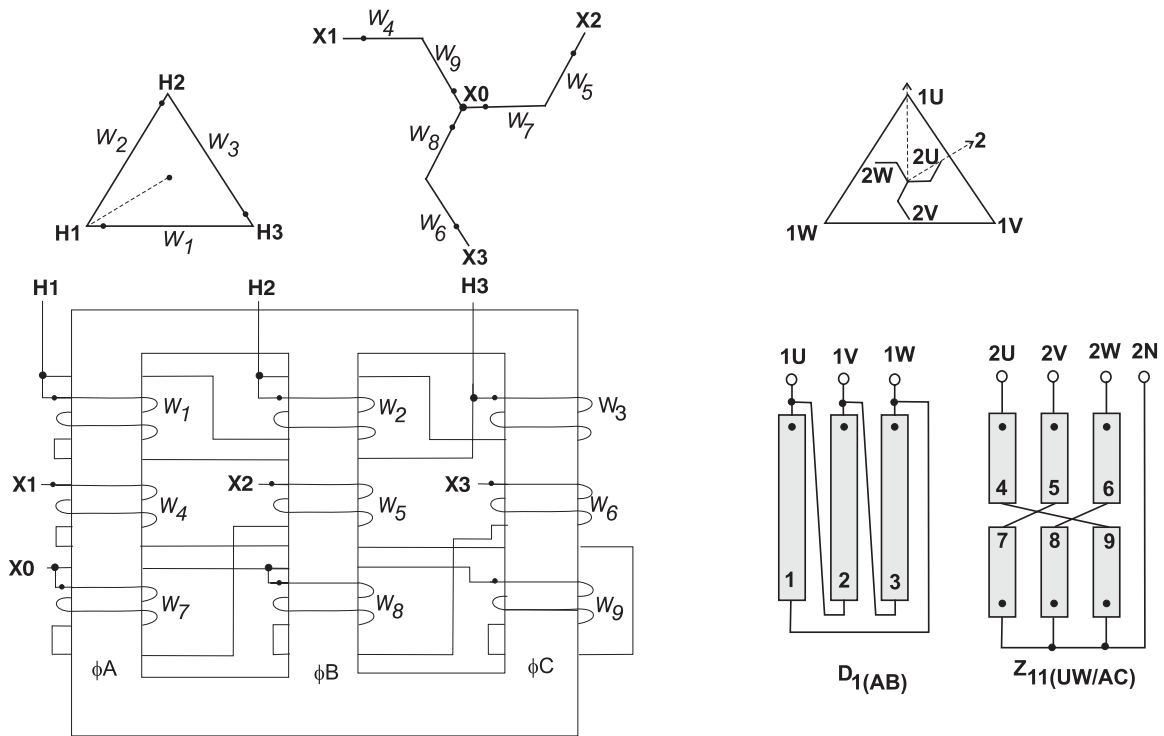 X1 W4
X2
W9
H2
X0
W5
1U
W2
W3
W8
W7
2
2U
2W
W6
2V
H1
H3
W1
1W
1V
X3
H1
H2
H3
1U 1V 1W
2U 2V 2W 2N
W1
W2
W3
X1
X2
X3
W4
W5
W6
4 5 6
X0
7 8 9
W7
W8
W9
1 2 3
ϕA
ϕB
ϕC
D1(AB)
Z11(UW/AC)